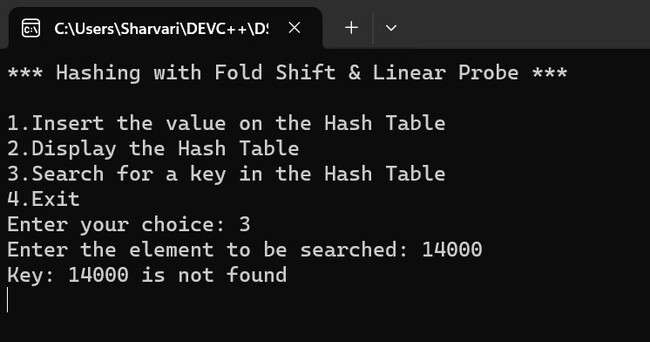 C:\Users\Sharvari\DEVC++\DS
*** Hashing with Fold Shift & Linear Probe ***
1.Insert the value on the Hash Table
2.Display the Hash Table
3.Search for a key in the Hash Table
4.Exit
Enter your choice: 3
Enter the element to be searched: 14000
Key: 14000 is not found